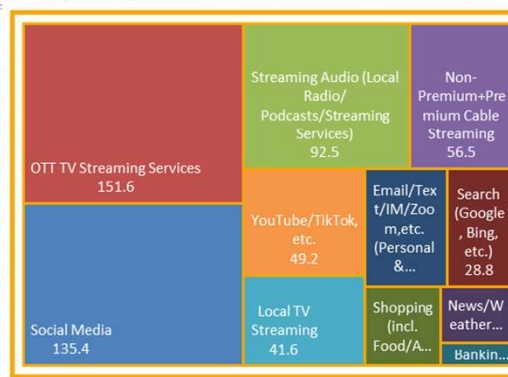 OTT TV Streaming Services
151.6
Social Media
135.4
Streaming Audio (Local
Radio/
Podcasts/Streaming
Services)
92.5
Non-
Premium+Pre
mium Cable
Streaming
56.5
YouTube/TikTok,
etc.
49.2
Local TV
Streaming
41.6
Email/Tex
t/IM/Zoo
m,etc.
(Personal
&...
Search
(Google
, Bing,
etc.)
28.8
Shopping
(incl.
Food/A...
News/W
eather...
Bankin...